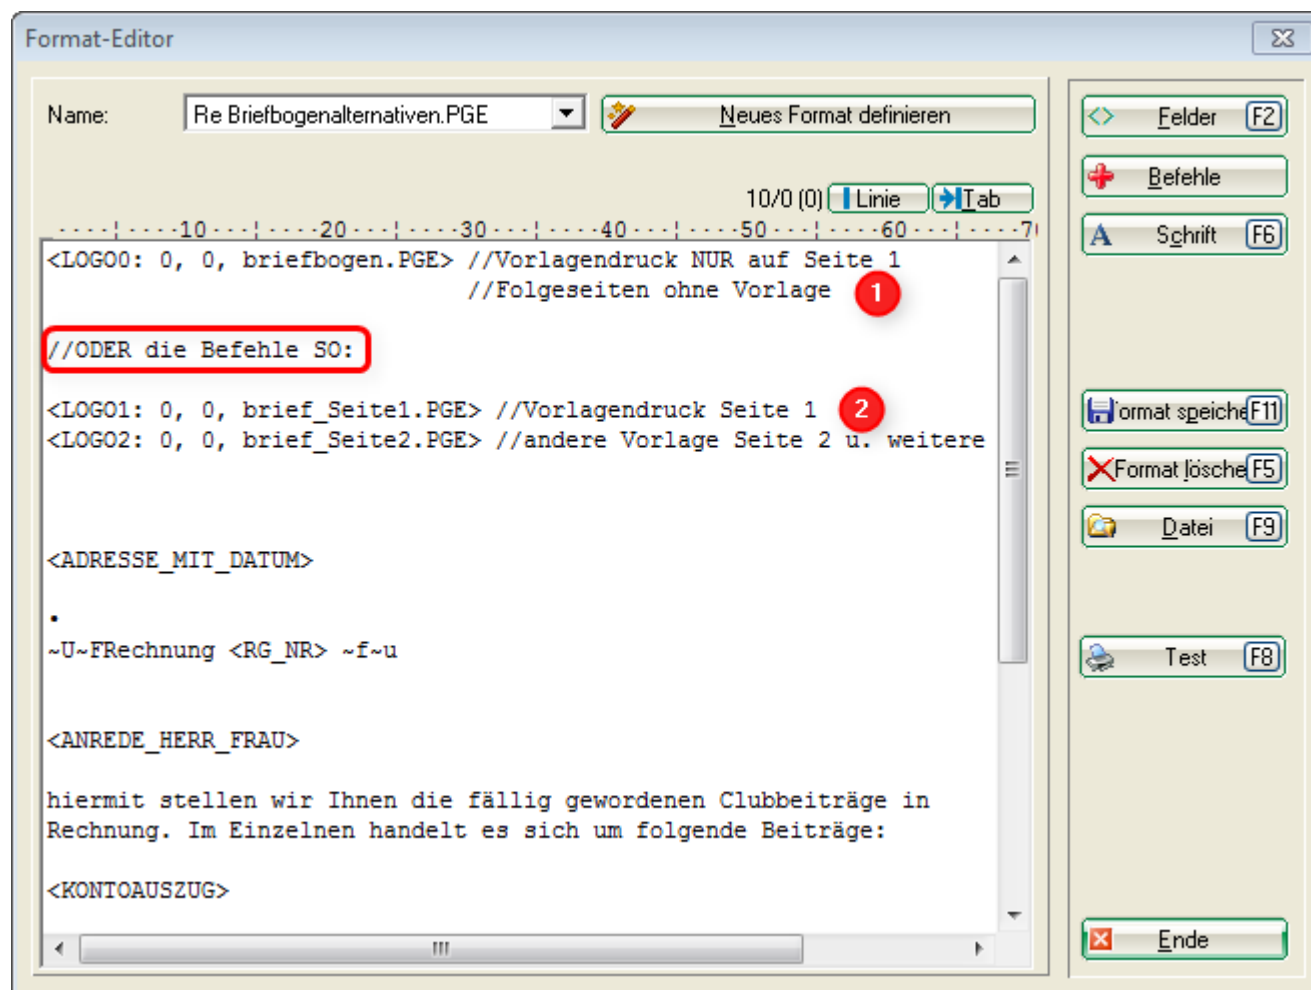 Format-Editor
Name: Re Briefbogenalternativen.PGE Neues Format definieren
10/0 (0) Linie Tab
_....¦....10...¦....20...¦....30...¦....40...¦....50...¦....60...¦....7
<LOGO0: 0, 0, briefbogen.PGE> //Vorlagendruck NUR auf Seite 1
//Folgeseiten ohne Vorlage 1
//ODER die Befehle SO:
<LOGO1: 0, 0, brief_Seite1.PGE> //Vorlagendruck Seite 1 2
<LOGO2: 0, 0, brief_Seite2.PGE> //andere Vorlage Seite 2 u. weitere
<ADRESSE_MIT_DATUM>
.
~U~FRechnung <RG_NR> ~f~u
<ANREDE_HERR_FRAU>
hiermit stellen wir Ihnen die fällig gewordenen Clubbeiträge in
Rechnung. Im Einzelnen handelt es sich um folgende Beiträge:
<KONTOAUSZUG>
Felder F2
Befehle
Schrift F6
ormat speiche F11
Format lösche F5
Datei F9
Test F8
Ende